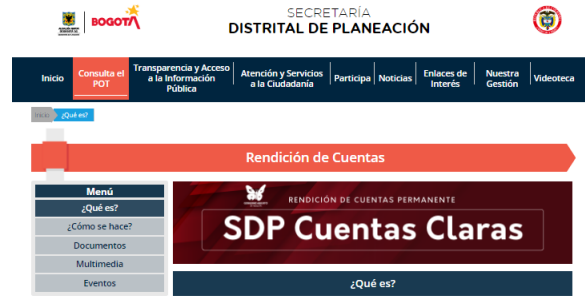 BOGOTÁ
SECRETARÍA
DISTRITAL DE PLANEACIÓN
Inicio
Consulta el
POT
Transparencia y Acceso
a la Información
Pública
Atención y Servicios
a la Ciudadanía
Participa
Noticias
Enlaces de
Interés
Nuestra
Gestión
Videoteca
Inicio
¿Qué es?
Rendición de Cuentas
Menú
¿Qué es?
¿Cómo se hace?
Documentos
Multimedia
Eventos
RENDICIÓN DE CUENTAS PERMANENTE
SDP Cuentas Claras
¿Qué es?